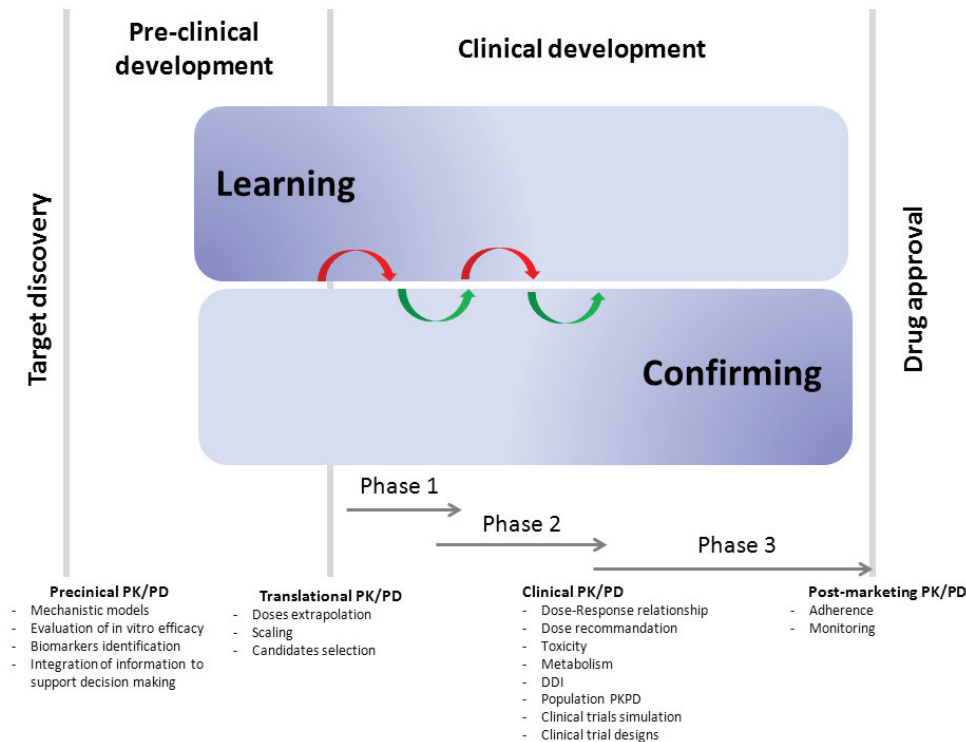 Pre-clinical
development
Clinical development
Target discovery
Learning
Confirming
Drug approval
Phase 1
Phase 2
Phase 3
Precinical PK/PD
- Mechanistic models
- Evaluation of in vitro efficacy
- Biomarkers identification
- Integration of information to
support decision making
Translational PK/PD
- Doses extrapolation
- Scaling
- Candidates selection
Clinical PK/PD
- Dose-Response relationship
- Dose recommandation
- Toxicity
- Metabolism
- DDI
- Population PKPD
- Clinical trials simulation
- Clinical trial designs
Post-marketing PK/PD
- Adherence
- Monitoring